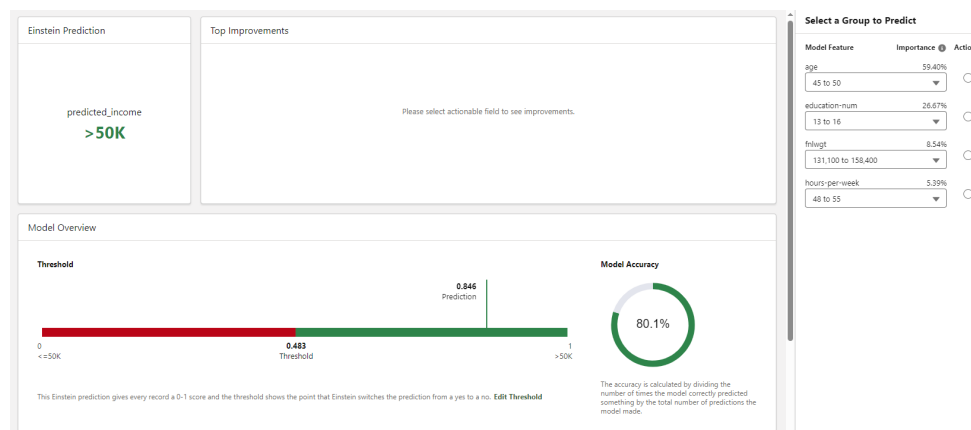 Einstein Prediction
predicted_income
>50K
Top Improvements
Please select actionable field to see improvements.
Model Overview
Threshold
0.846
Prediction
0
<=50K
0.483
Threshold
1
>50K
This Einstein prediction gives every record a 0-1 score and the threshold shows the point that Einstein switches the prediction from a yes to a no. Edit Threshold
Model Accuracy
80.1%
The accuracy is calculated by dividing the
number of times the model correctly predicted
something by the total number of predictions the
model made.
Select a Group to Predict
Model Feature Importance Actio
age 59.40%
45 to 50
education-num 26.67%
13 to 16
fnlwgt 8.54%
131,100 to 158,400
hours-per-week 5.39%
48 to 55